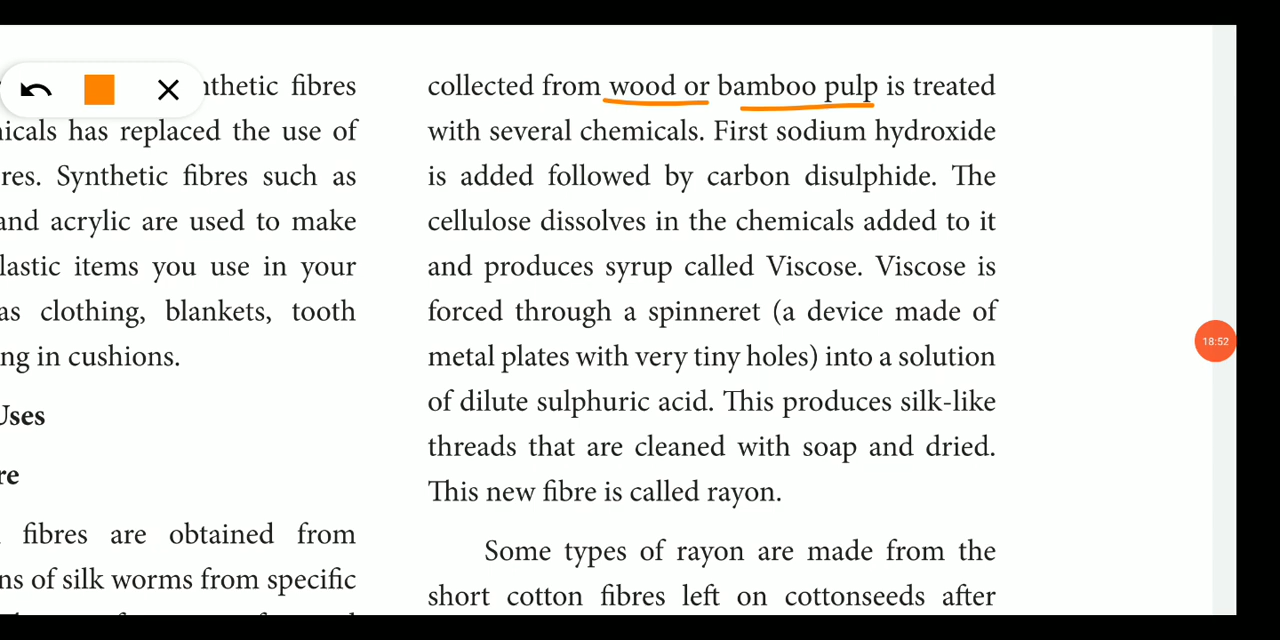 nthetic fibres
icals has replaced the use of
res. Synthetic fibres such as
and acrylic are used to make
lastic items you use in your
as clothing, blankets, tooth
ng in cushions.
Uses
re
fibres are obtained from
ns of silk worms from specific
collected from wood or bamboo pulp is treated
with several chemicals. First sodium hydroxide
is added followed by carbon disulphide. The
cellulose dissolves in the chemicals added to it
and produces syrup called Viscose. Viscose is
forced through a spinneret (a device made of
metal plates with very tiny holes) into a solution
of dilute sulphuric acid. This produces silk-like
threads that are cleaned with soap and dried.
This new fibre is called rayon.
Some types of rayon are made from the
short cotton fibres left on cottonseeds after
18:52